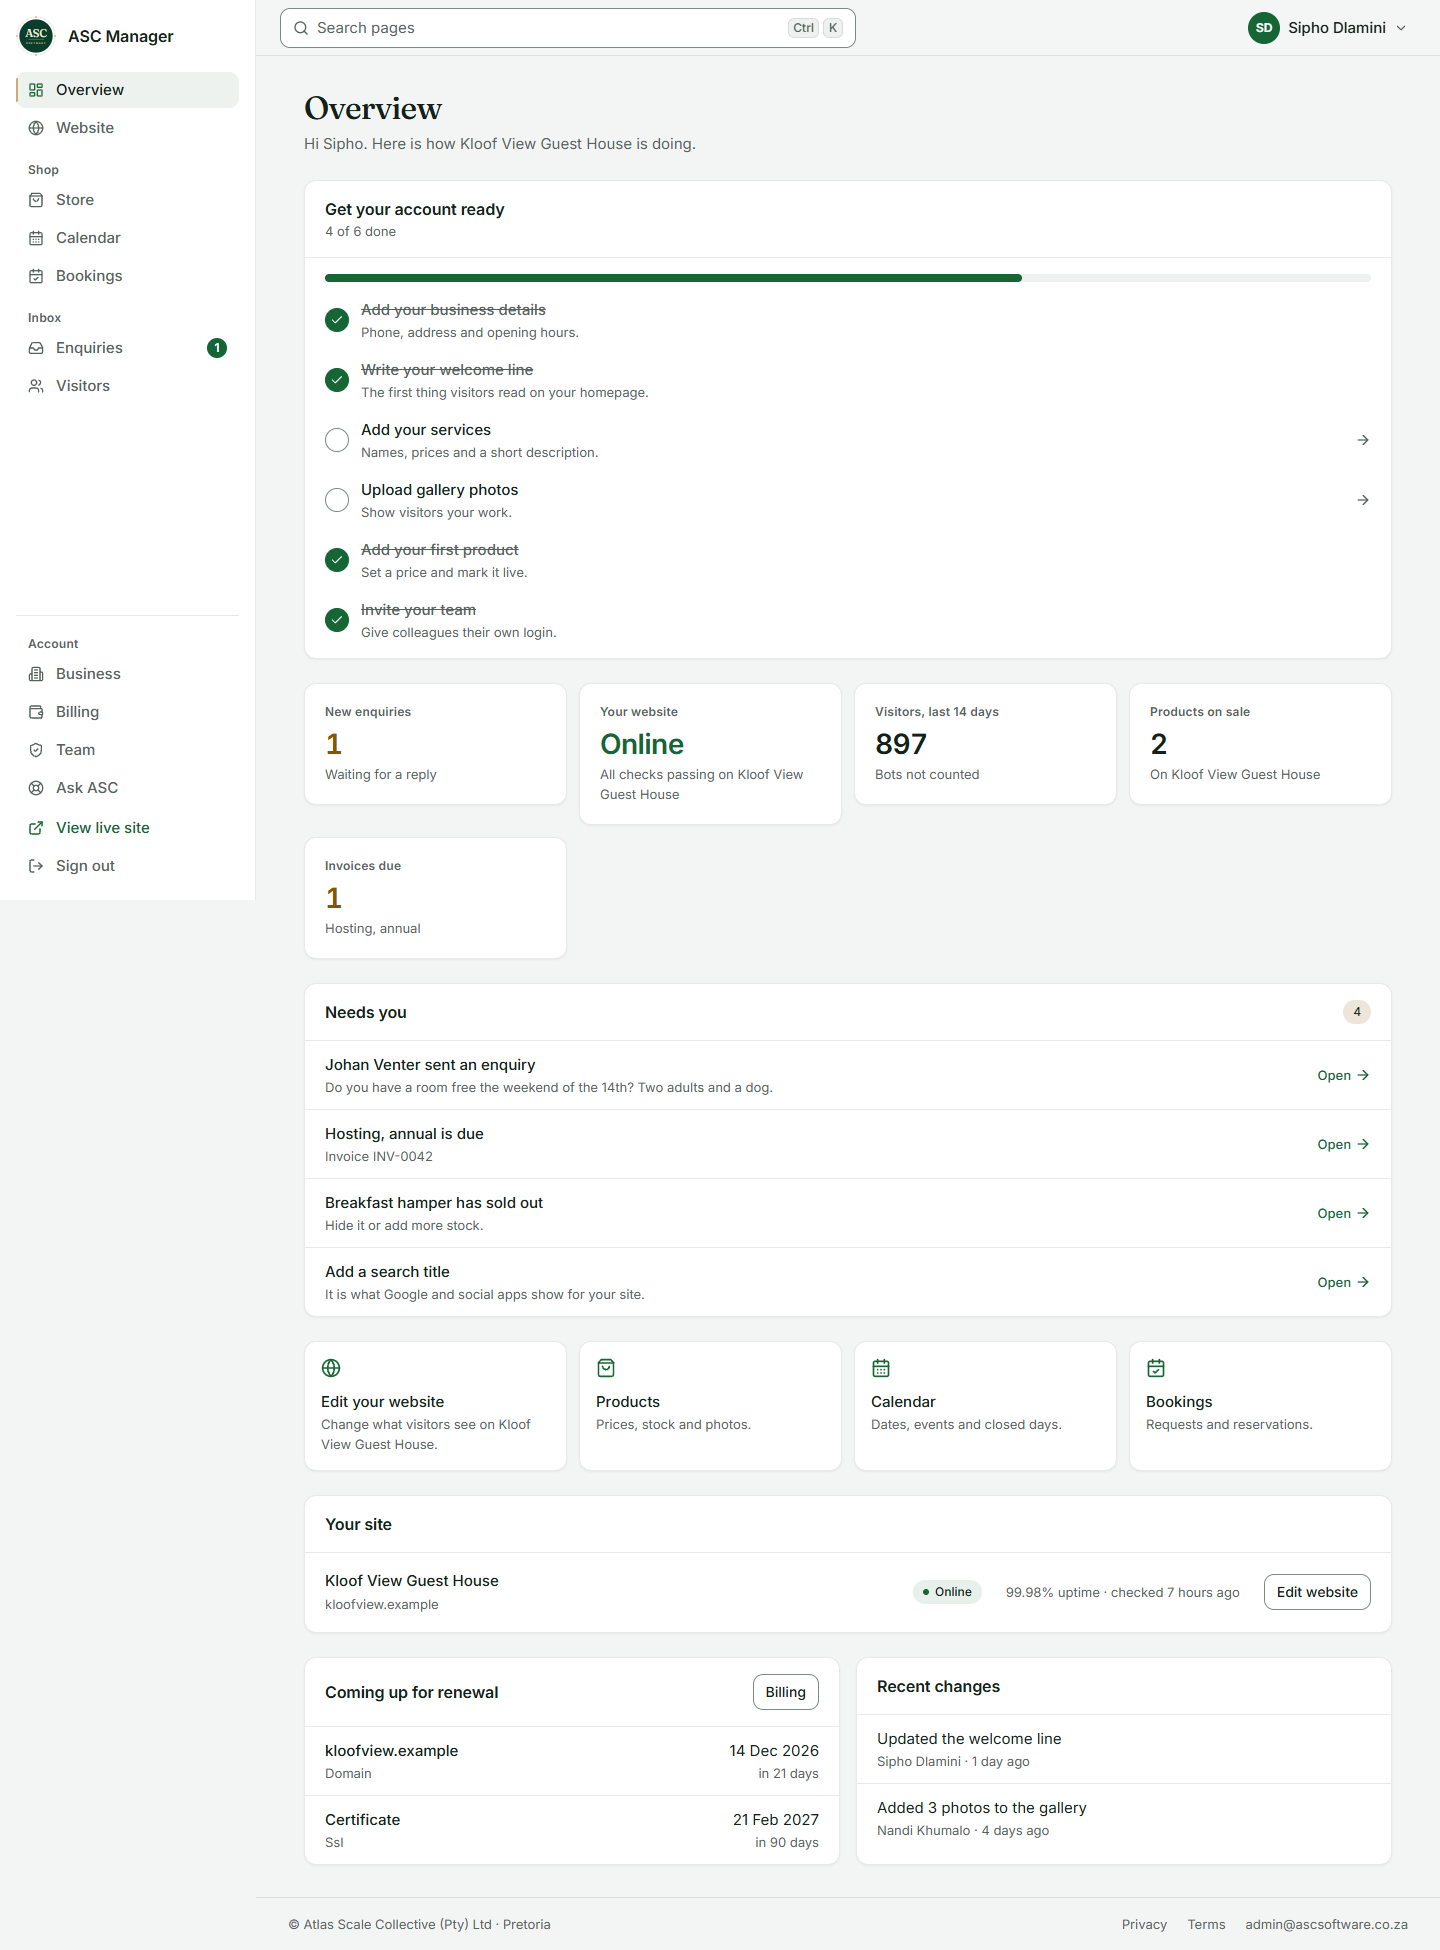 ASC
ASC Manager
Search pages
Ctrl K
SD
Sipho Dlamini
Overview
Website
Shop
Store
Calendar
Bookings
Inbox
Enquiries 1
Visitors
Account
Business
Billing
Team
Ask ASC
View live site
Sign out
Overview
Hi Sipho. Here is how Kloof View Guest House is doing.
Get your account ready
4 of 6 done
Add your business details
Phone, address and opening hours.
Write your welcome line
The first thing visitors read on your homepage.
Add your services
Names, prices and a short description.
Upload gallery photos
Show visitors your work.
Add your first product
Set a price and mark it live.
Invite your team
Give colleagues their own login.
New enquiries
1
Waiting for a reply
Your website
Online
All checks passing on Kloof View
Guest House
Visitors, last 14 days
897
Bots not counted
Products on sale
2
On Kloof View Guest House
Invoices due
1
Hosting, annual
Needs you
4
Johan Venter sent an enquiry
Do you have a room free the weekend of the 14th? Two adults and a dog.
Open
Hosting, annual is due
Invoice INV-0042
Open
Breakfast hamper has sold out
Hide it or add more stock.
Open
Add a search title
It is what Google and social apps show for your site.
Open
Edit your website
Change what visitors see on Kloof
View Guest House.
Products
Prices, stock and photos.
Calendar
Dates, events and closed days.
Bookings
Requests and reservations.
Your site
Kloof View Guest House
kloofview.example
Online
99.98% uptime · checked 7 hours ago
Edit website
Coming up for renewal
Billing
kloofview.example
Domain
14 Dec 2026
in 21 days
Certificate
Ssl
21 Feb 2027
in 90 days
Recent changes
Updated the welcome line
Sipho Dlamini · 1 day ago
Added 3 photos to the gallery
Nandi Khumalo · 4 days ago
© Atlas Scale Collective (Pty) Ltd · Pretoria
Privacy
Terms
admin@ascsoftware.co.za